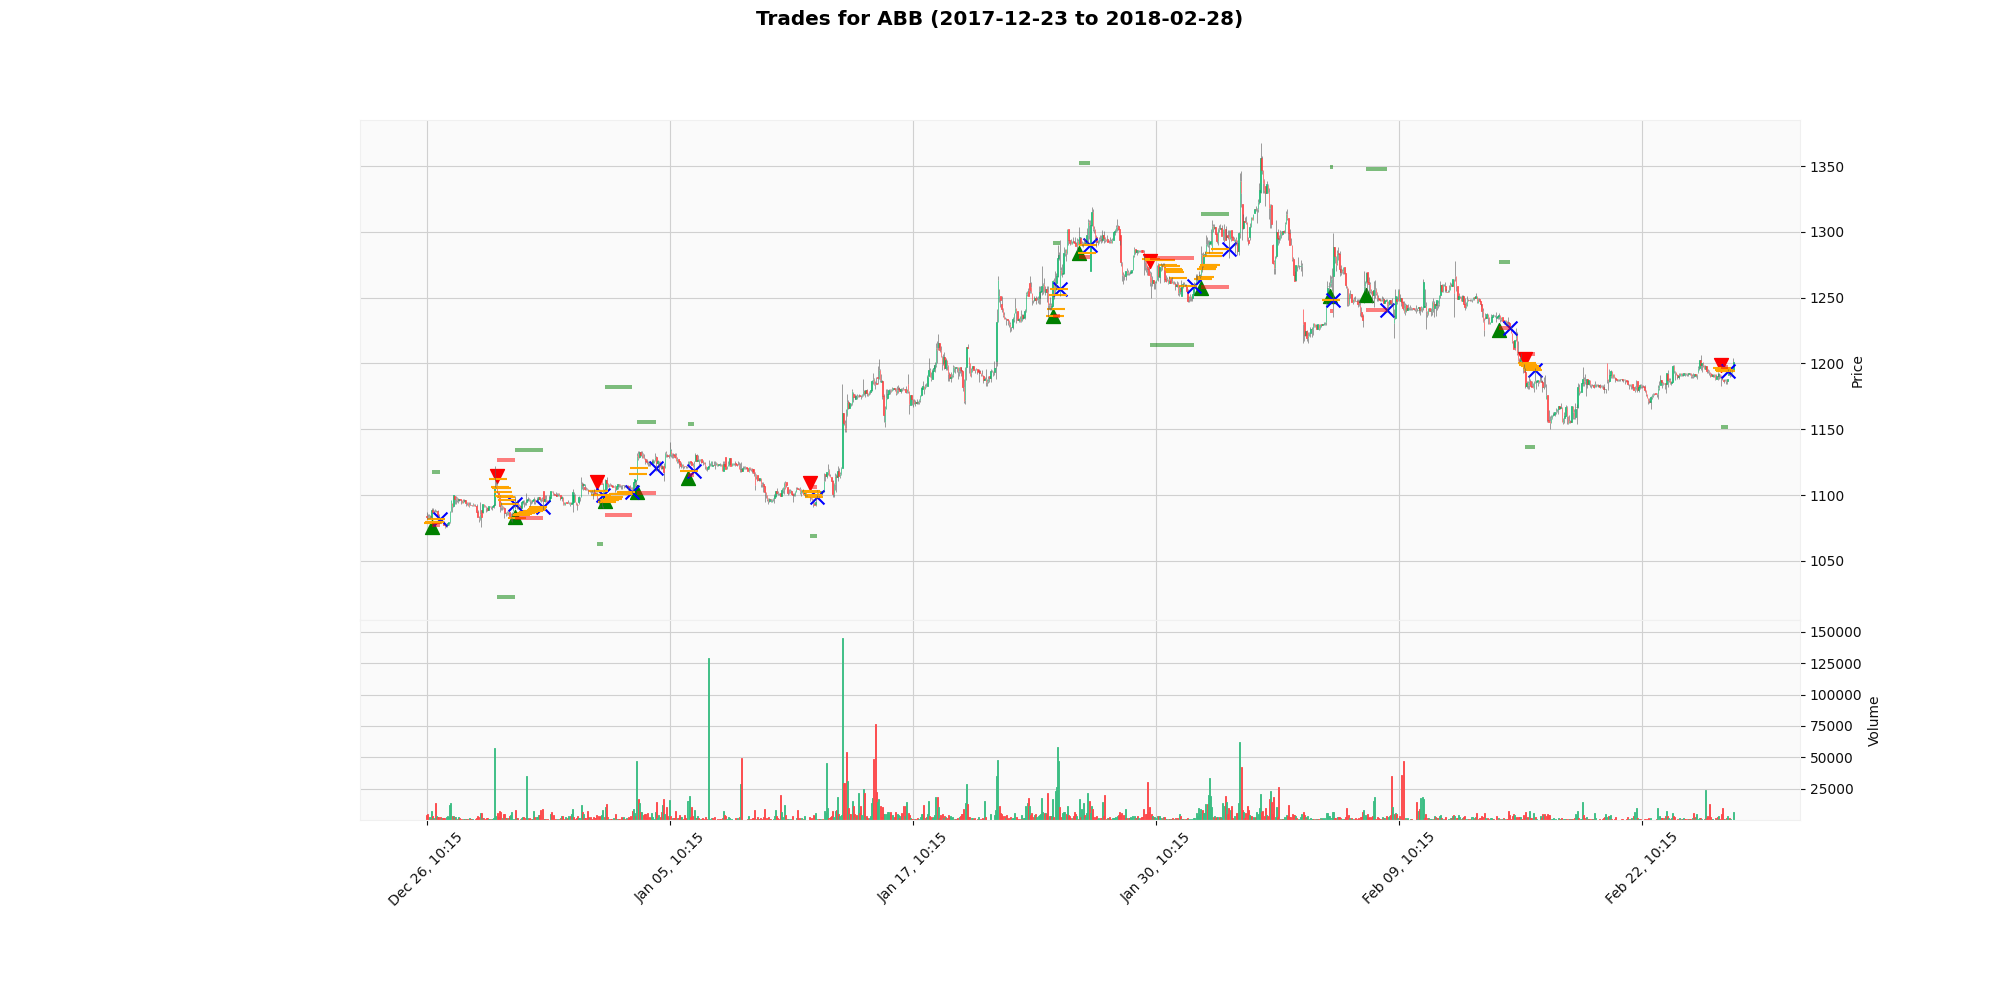 Trades for ABB (2017-12-23 to 2018-02-28)
1350
1300
1250
1200
1150
1100
1050
Price
150000
125000
100000
75000
50000
25000
Volume
Dec 26, 10:15
Jan 05, 10:15
Jan 17, 10:15
Jan 30, 10:15
Feb 09, 10:15
Feb 22, 10:15